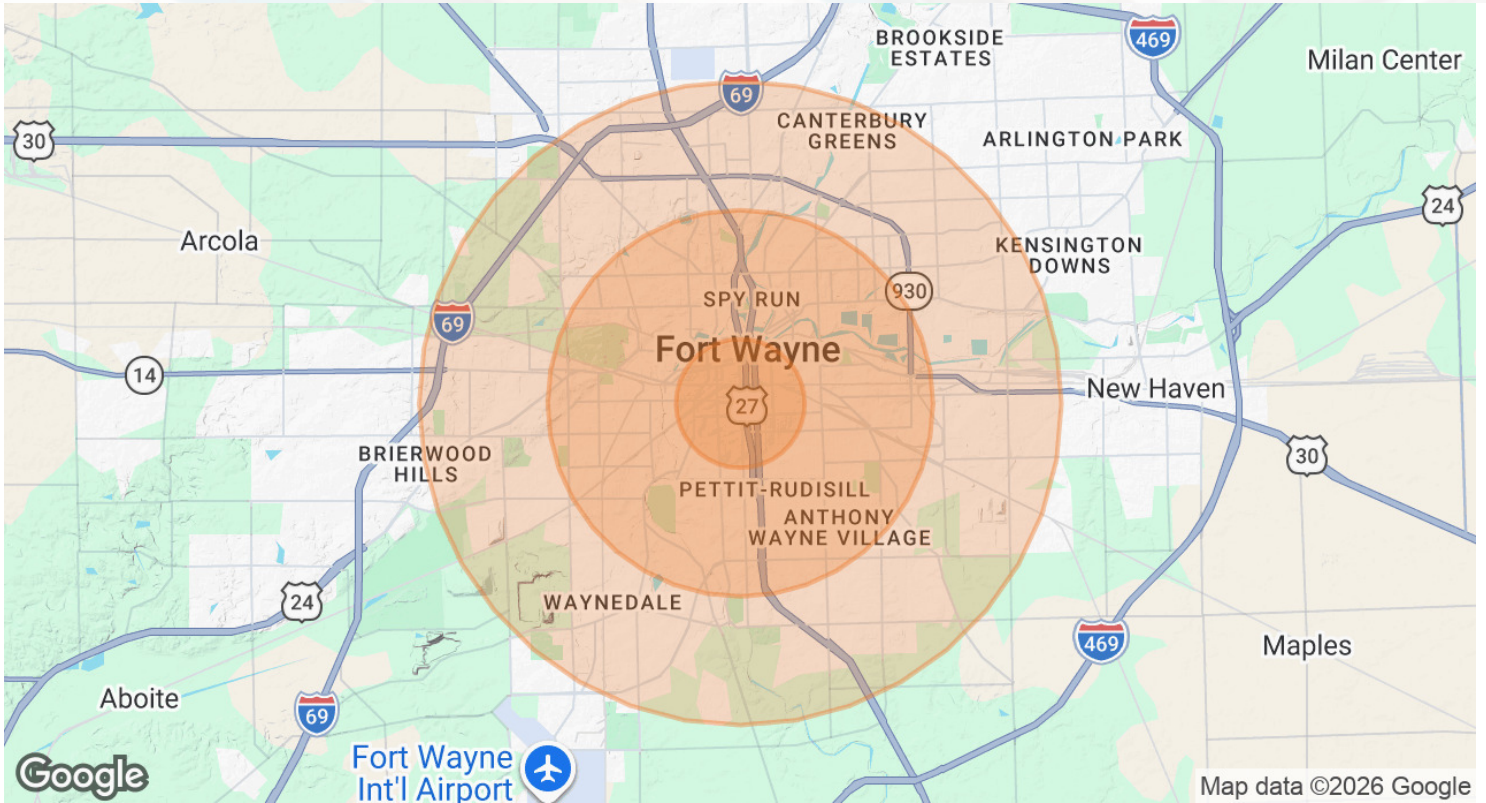 BROOKSIDE
ESTATES
469
Milan Center
69
CANTERBURY
GREENS
ARLINGTON PARK
30
24
Arcola
KENSINGTON
DOWNS
930
SPY RUN
69
Fort Wayne
14
New Haven
27
BRIERWOOD
HILLS
30
PETTIT-RUDISILL
ANTHONY
WAYNE VILLAGE
24
WAYNEDALE
469
Maples
Aboite
69
Fort Wayne
Int'l Airport
Google
Map data ©2026 Google